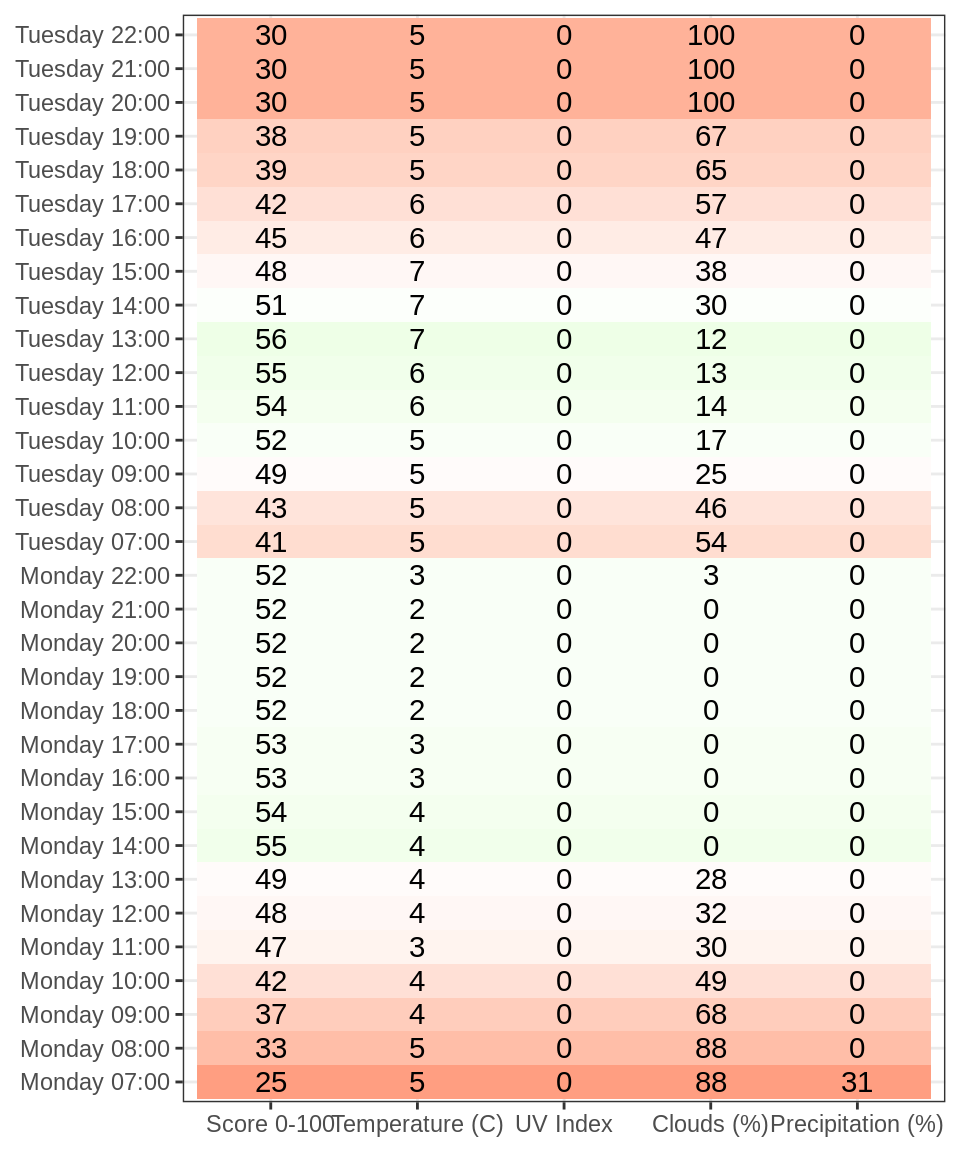 Tuesday 22:00 30 5 0 100 0
Tuesday 21:00 30 5 0 100 0
Tuesday 20:00 30 5 0 100 0
Tuesday 19:00 38 5 0 67 0
Tuesday 18:00 39 5 0 65 0
Tuesday 17:00 42 6 0 57 0
Tuesday 16:00 45 6 0 47 0
Tuesday 15:00 48 7 0 38 0
Tuesday 14:00 51 7 0 30 0
Tuesday 13:00 56 7 0 12 0
Tuesday 12:00 55 6 0 13 0
Tuesday 11:00 54 6 0 14 0
Tuesday 10:00 52 5 0 17 0
Tuesday 09:00 49 5 0 25 0
Tuesday 08:00 43 5 0 46 0
Tuesday 07:00 41 5 0 54 0
Monday 22:00 52 3 0 3 0
Monday 21:00 52 2 0 0 0
Monday 20:00 52 2 0 0 0
Monday 19:00 52 2 0 0 0
Monday 18:00 52 2 0 0 0
Monday 17:00 53 3 0 0 0
Monday 16:00 53 3 0 0 0
Monday 15:00 54 4 0 0 0
Monday 14:00 55 4 0 0 0
Monday 13:00 49 4 0 28 0
Monday 12:00 48 4 0 32 0
Monday 11:00 47 3 0 30 0
Monday 10:00 42 4 0 49 0
Monday 09:00 37 4 0 68 0
Monday 08:00 33 5 0 88 0
Monday 07:00 25 5 0 88 31
Score 0-100 Temperature (C) UV Index Clouds (%) Precipitation (%)